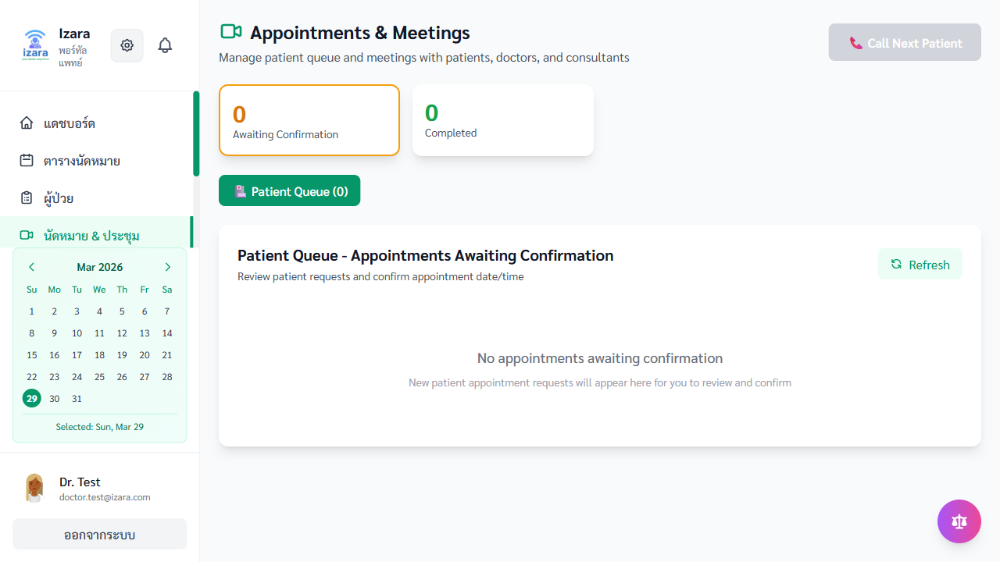 izara
Izara
พอร์ทัล
แพทย์
แดชบอร์ด
ตารางนัดหมาย
ผู้ป่วย
นัดหมาย & ประชุม
Mar 2026
Su Mo Tu We Th Fr Sa
1 2 3 4 5 6 7
8 9 10 11 12 13 14
15 16 17 18 19 20 21
22 23 24 25 26 27 28
29 30 31
Selected: Sun, Mar 29
Dr. Test
doctor.test@izara.com
ออกจากระบบ
Appointments & Meetings
Manage patient queue and meetings with patients, doctors, and consultants
Call Next Patient
0
Awaiting Confirmation
0
Completed
Patient Queue (0)
Patient Queue - Appointments Awaiting Confirmation
Review patient requests and confirm appointment date/time
Refresh
No appointments awaiting confirmation
New patient appointment requests will appear here for you to review and confirm